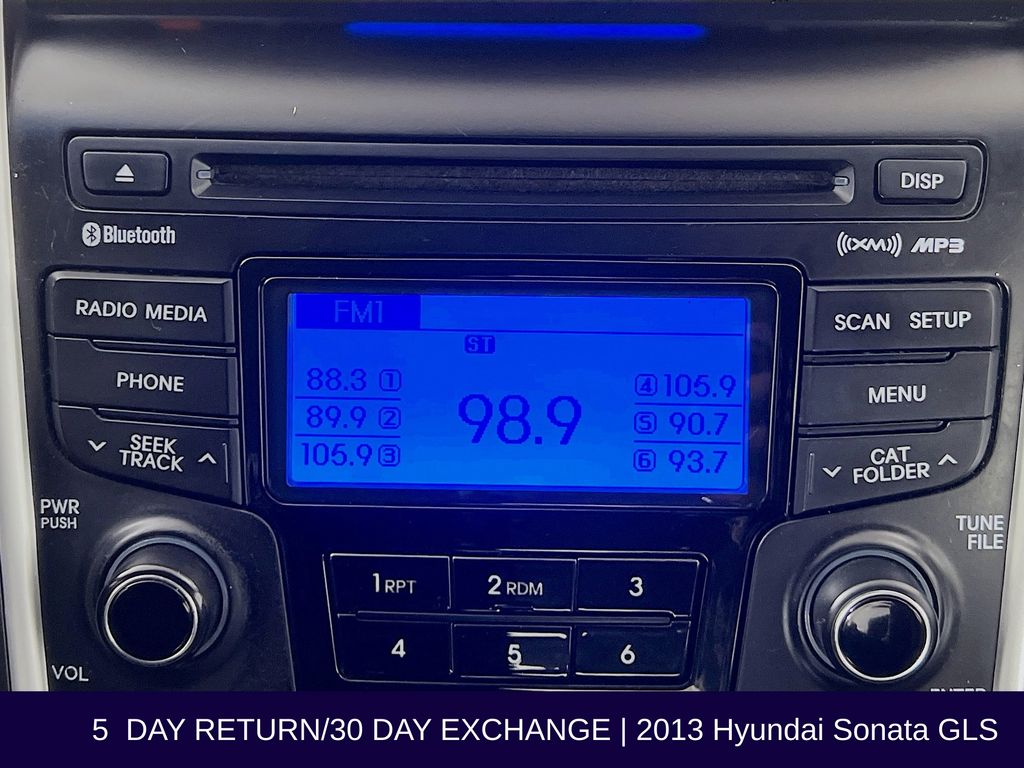 DISP
Bluetooth
((XM)) MP3
RADIO MEDIA
SCAN SETUP
PHONE
MENU
SEEK
TRACK
CAT
FOLDER
FM1
ST
88.3 1
89.9 2
105.9 3
98.9
4 105.9
5 90.7
6 93.7
PWR
PUSH
TUNE
FILE
1 RPT
2 RDM
3
4
5
6
VOL
ENTER
5 DAY RETURN/30 DAY EXCHANGE | 2013 Hyundai Sonata GLS